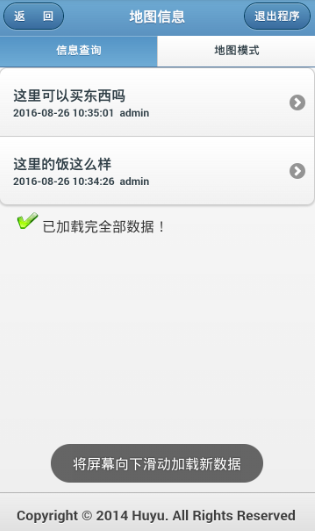 返 回
地图信息
退出程序
信息查询
地图模式
这里可以买东西吗
2016-08-26 10:35:01 admin
这里的饭这么样
2016-08-26 10:34:26 admin
已加载完全部数据！
将屏幕向下滑动加载新数据
Copyright © 2014 Huyu. All Rights Reserved